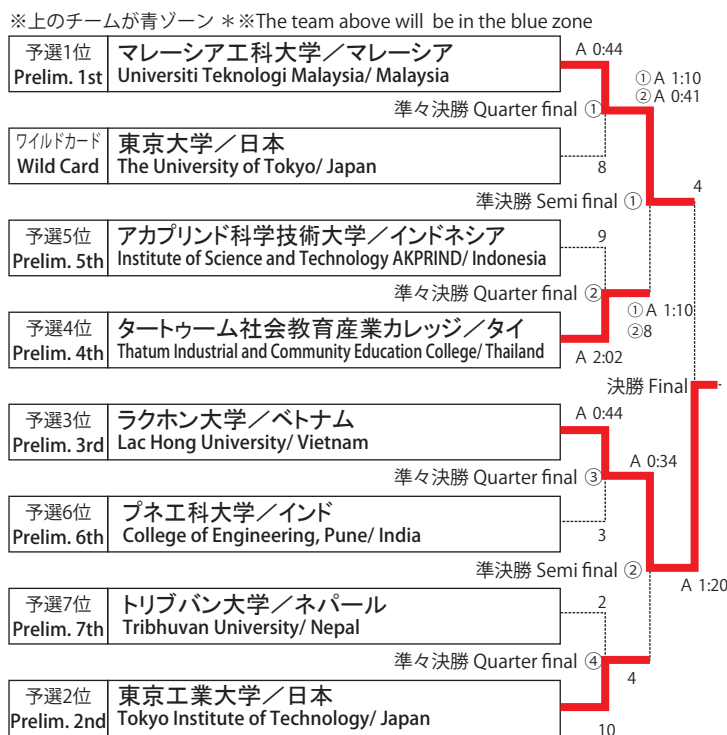 ※上のチームが青ゾーン ＊※The team above will be in the blue zone
予選1位
Prelim. 1st
マレーシア工科大学／マレーシア
Universiti Teknologi Malaysia/ Malaysia
A 0:44
①A 1:10
②A 0:41
準々決勝 Quarter final ①
ワイルドカード
Wild Card
東京大学／日本
The University of Tokyo/ Japan
8
4
準決勝 Semi final ①
予選5位
Prelim. 5th
アカプリンド科学技術大学／インドネシア
Institute of Science and Technology AKPRIND/ Indonesia
9
準々決勝 Quarter final ②
予選4位
Prelim. 4th
タートゥーム社会教育産業カレッジ／タイ
Thatum Industrial and Community Education College/ Thailand
①A 1:10
②8
A 2:02
決勝 Final
予選3位
Prelim. 3rd
ラクホン大学／ベトナム
Lac Hong University/ Vietnam
A 0:44
A 0:34
準々決勝 Quarter final ③
予選6位
Prelim. 6th
プネ工科大学／インド
College of Engineering, Pune/ India
3
準決勝 Semi final ②
A 1:20
予選7位
Prelim. 7th
トリブバン大学／ネパール
Tribhuvan University/ Nepal
2
準々決勝 Quarter final ④
4
予選2位
Prelim. 2nd
東京工業大学／日本
Tokyo Institute of Technology/ Japan
10